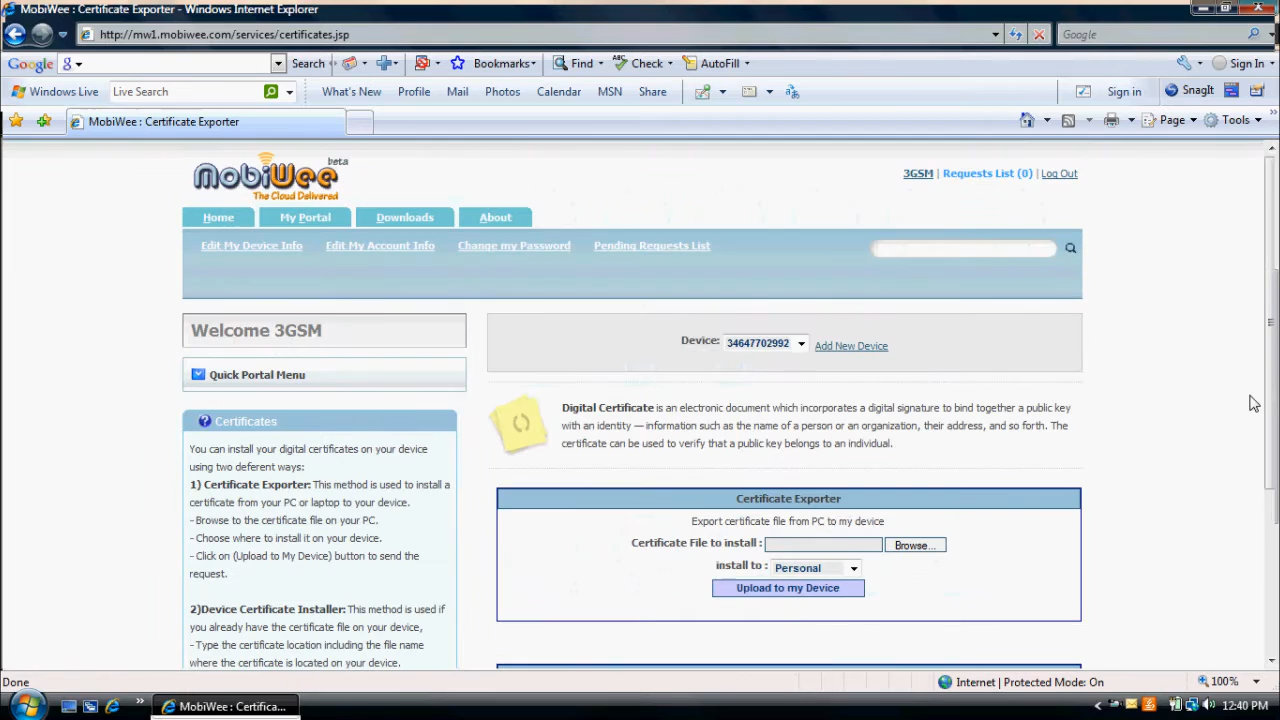 MobiWee : Certificate Exporter - Windows Internet Explorer
http://mw1.mobiwee.com/services/certificates.jsp
Google
Google g Search Bookmarks Find Check AutoFill Sign In
Windows Live Live Search What's New Profile Mail Photos Calendar MSN Share Sign in SnagIt
MobiWee : Certificate Exporter Page Tools
MobiWee beta
The Cloud Delivered
3GSM | Requests List (0) | Log Out
Home My Portal Downloads About
Edit My Device Info Edit My Account Info Change my Password Pending Requests List
Welcome 3GSM
Quick Portal Menu
Certificates
You can install your digital certificates on your device
using two deferent ways:
1) Certificate Exporter: This method is used to install a
certificate from your PC or laptop to your device.
- Browse to the certificate file on your PC.
- Choose where to install it on your device.
- Click on (Upload to My Device) button to send the
request.
2)Device Certificate Installer: This method is used if
you already have the certificate file on your device,
- Type the certificate location including the file name
where the certificate is located on your device.
Device: 34647702992 Add New Device
Digital Certificate is an electronic document which incorporates a digital signature to bind together a public key
with an identity — information such as the name of a person or an organization, their address, and so forth. The
certificate can be used to verify that a public key belongs to an individual.
Certificate Exporter
Export certificate file from PC to my device
Certificate File to install : Browse...
install to : Personal
Upload to my Device
Done Internet | Protected Mode: On 100%
MobiWee : Certifica... 12:40 PM